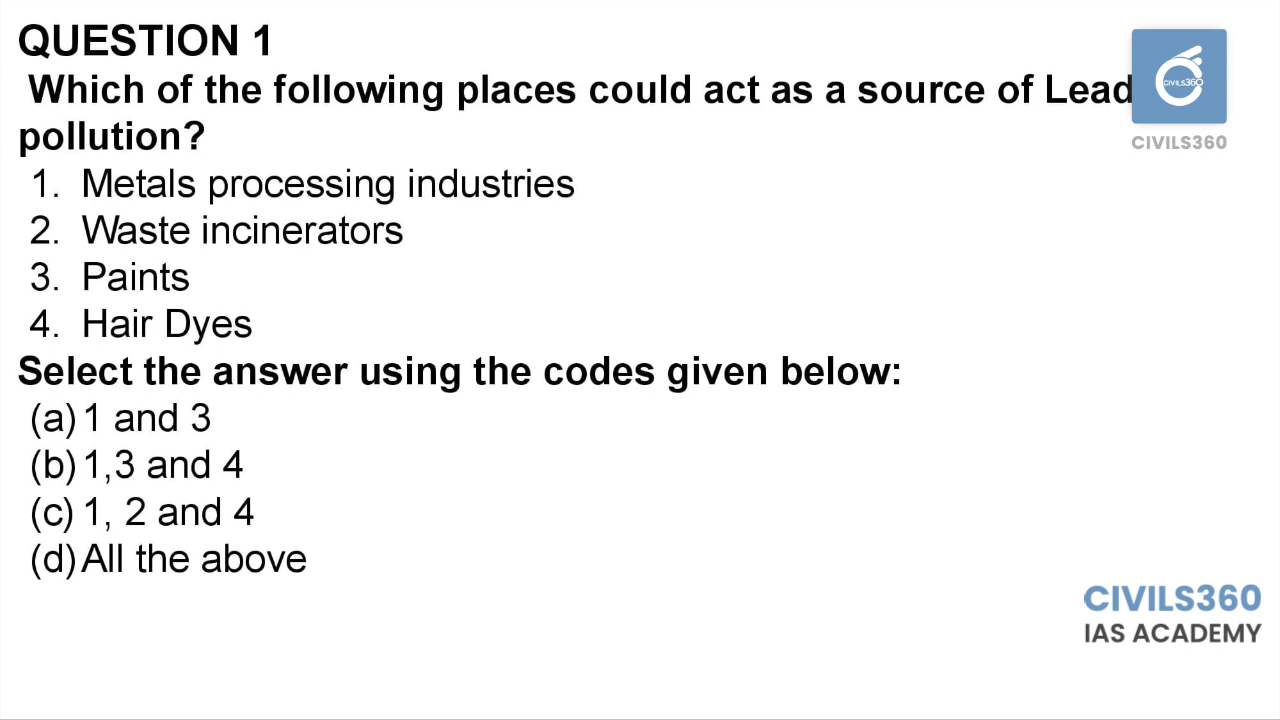 QUESTION 1
Which of the following places could act as a source of Lead
pollution?
1. Metals processing industries
2. Waste incinerators
3. Paints
4. Hair Dyes
Select the answer using the codes given below:
(a) 1 and 3
(b) 1,3 and 4
(c) 1, 2 and 4
(d) All the above
CIVILS360
CIVILS360
CIVILS360
IAS ACADEMY